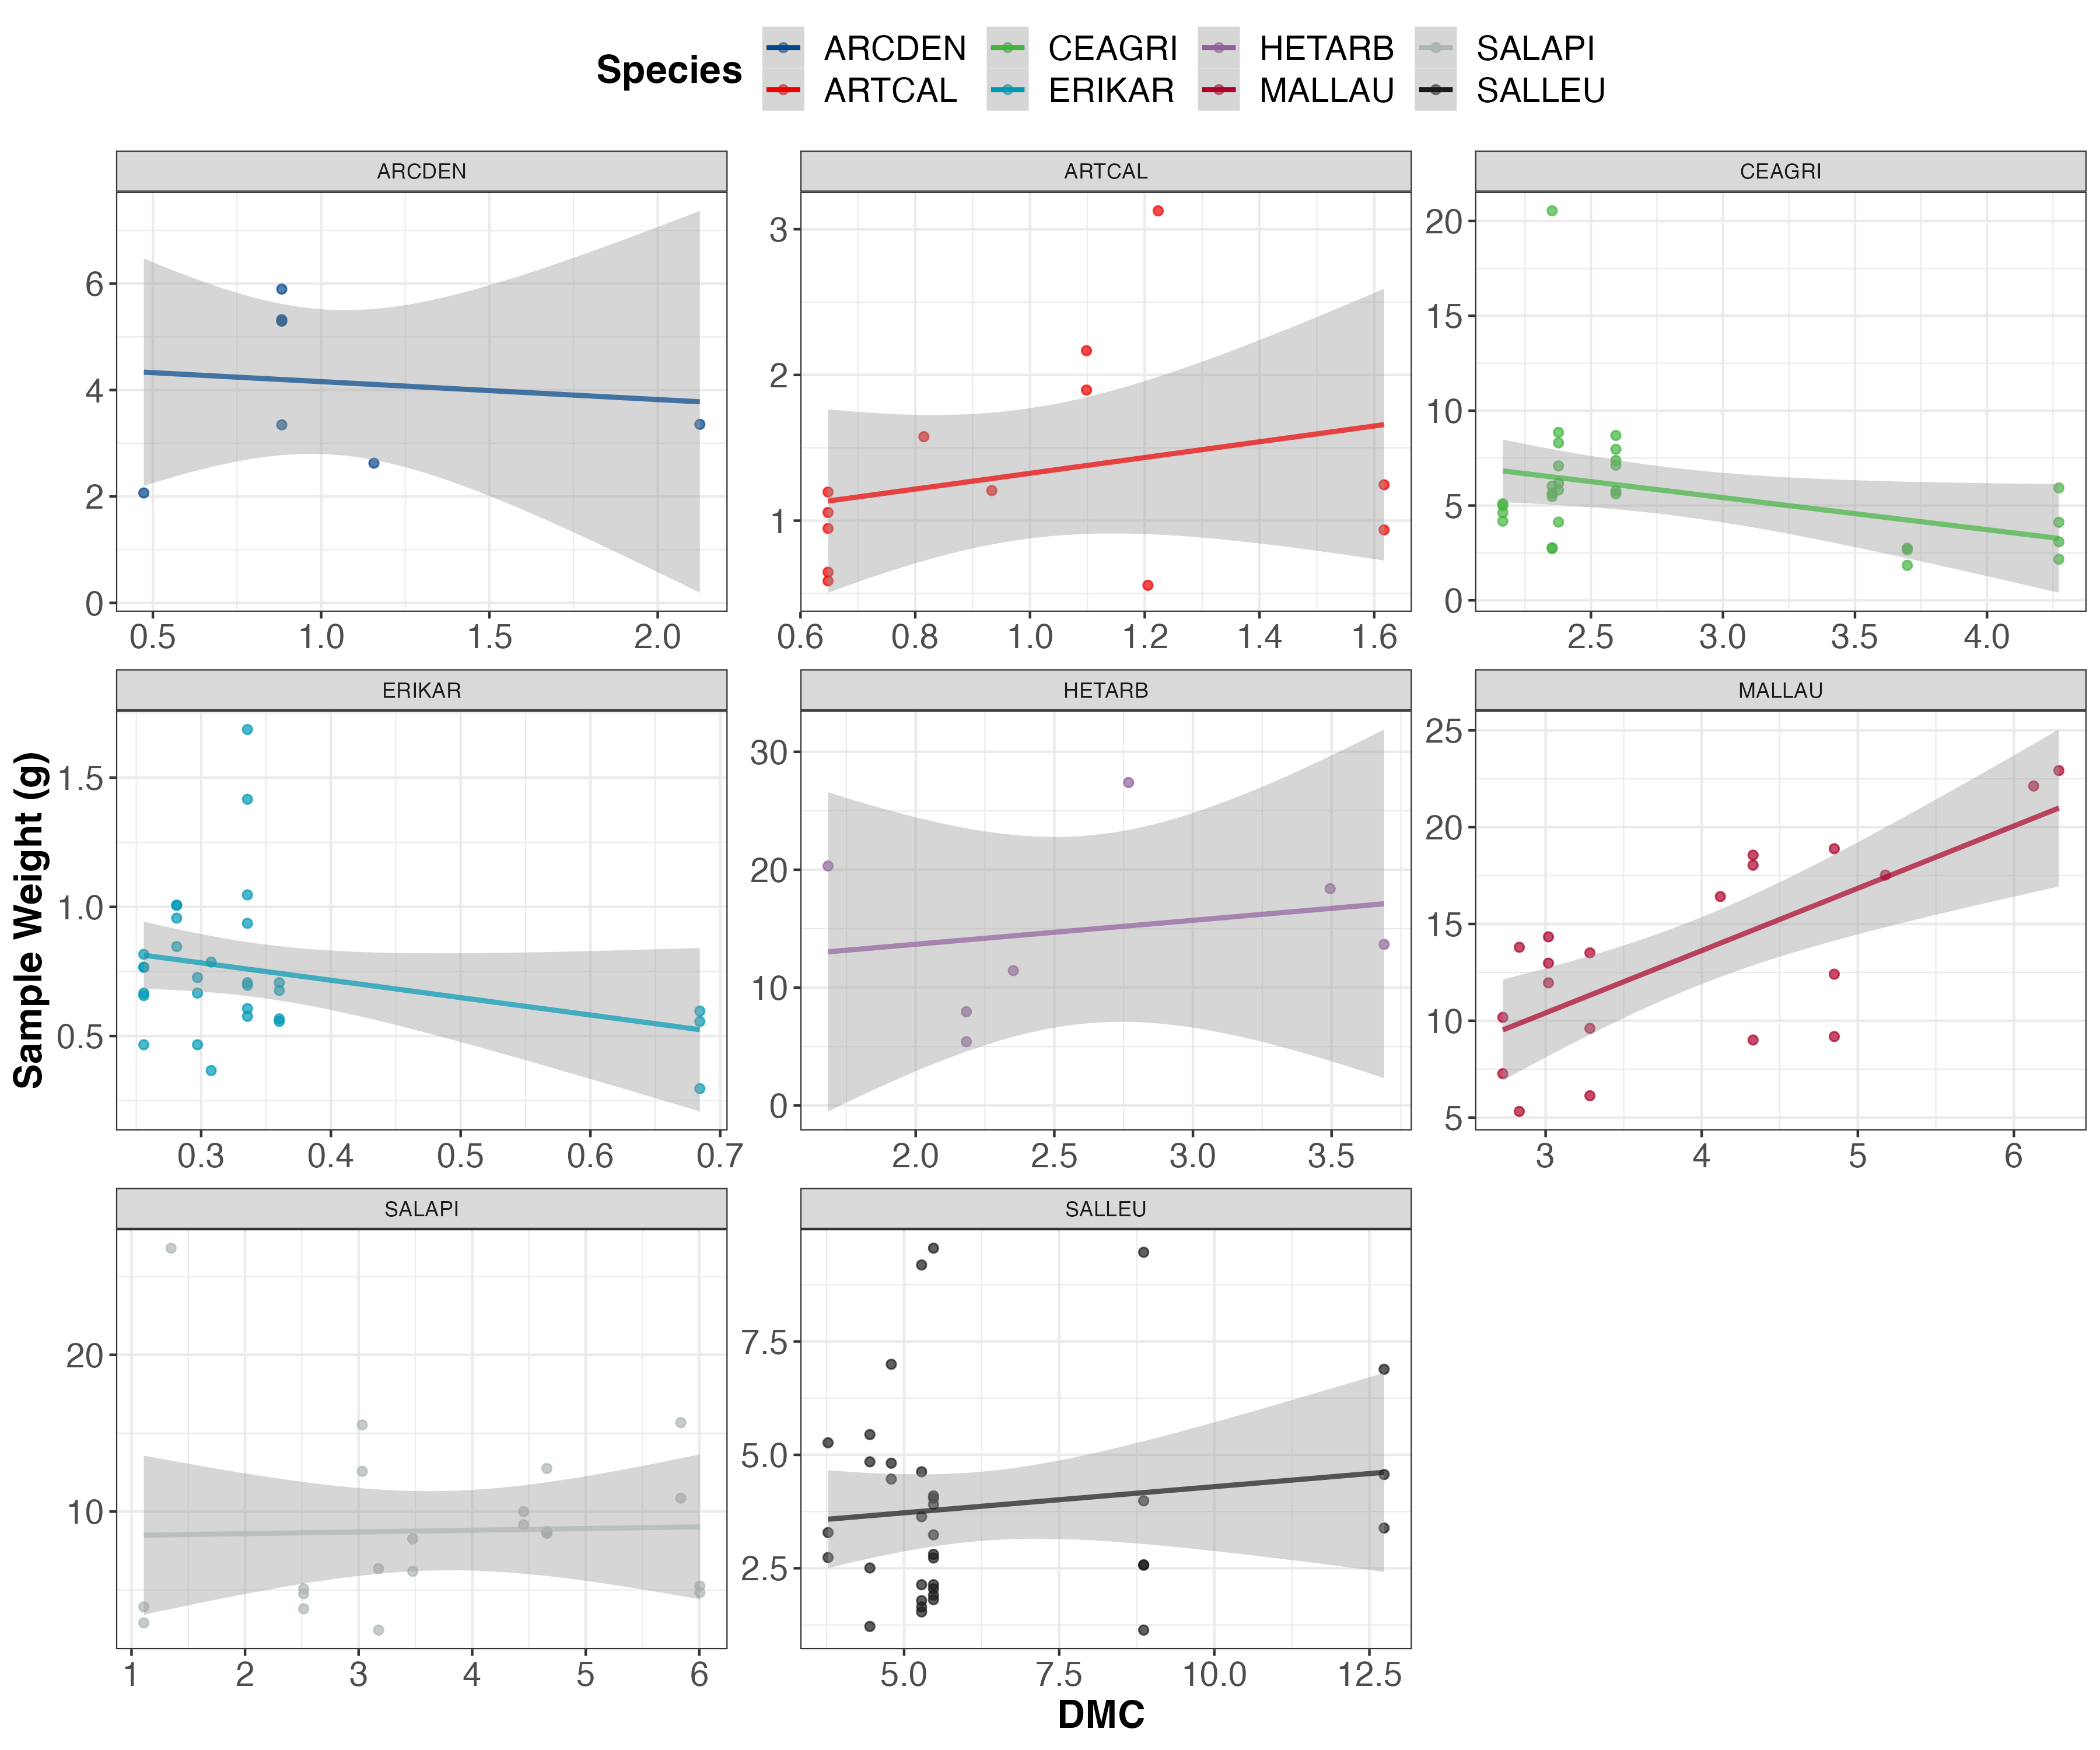 Species ARCDEN CEAGRI HETARB SALAPI
ARTCAL ERIKAR MALLAU SALLEU
ARCDEN ARTCAL CEAGRI
6
4
2
0
0.5 1.0 1.5 2.0
3
2
1
0.6 0.8 1.0 1.2 1.4 1.6
20
15
10
5
0
2.5 3.0 3.5 4.0
ERIKAR HETARB MALLAU
Sample Weight (g)
1.5
1.0
0.5
0.3 0.4 0.5 0.6 0.7
30
20
10
0
2.0 2.5 3.0 3.5
25
20
15
10
5
3 4 5 6
SALAPI SALLEU
20
10
1 2 3 4 5 6
7.5
5.0
2.5
5.0 7.5 10.0 12.5
DMC